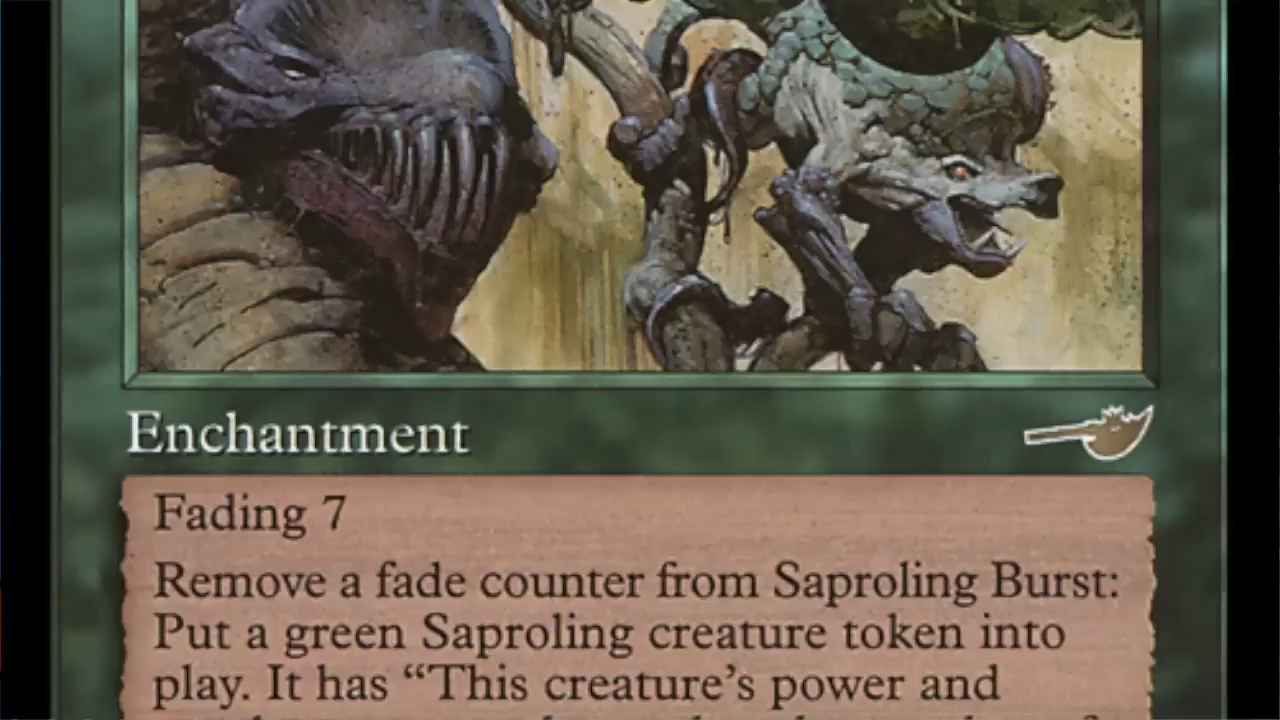 Enchantment
Fading 7
Remove a fade counter from Saproling Burst:
Put a green Saproling creature token into
play. It has “This creature’s power and